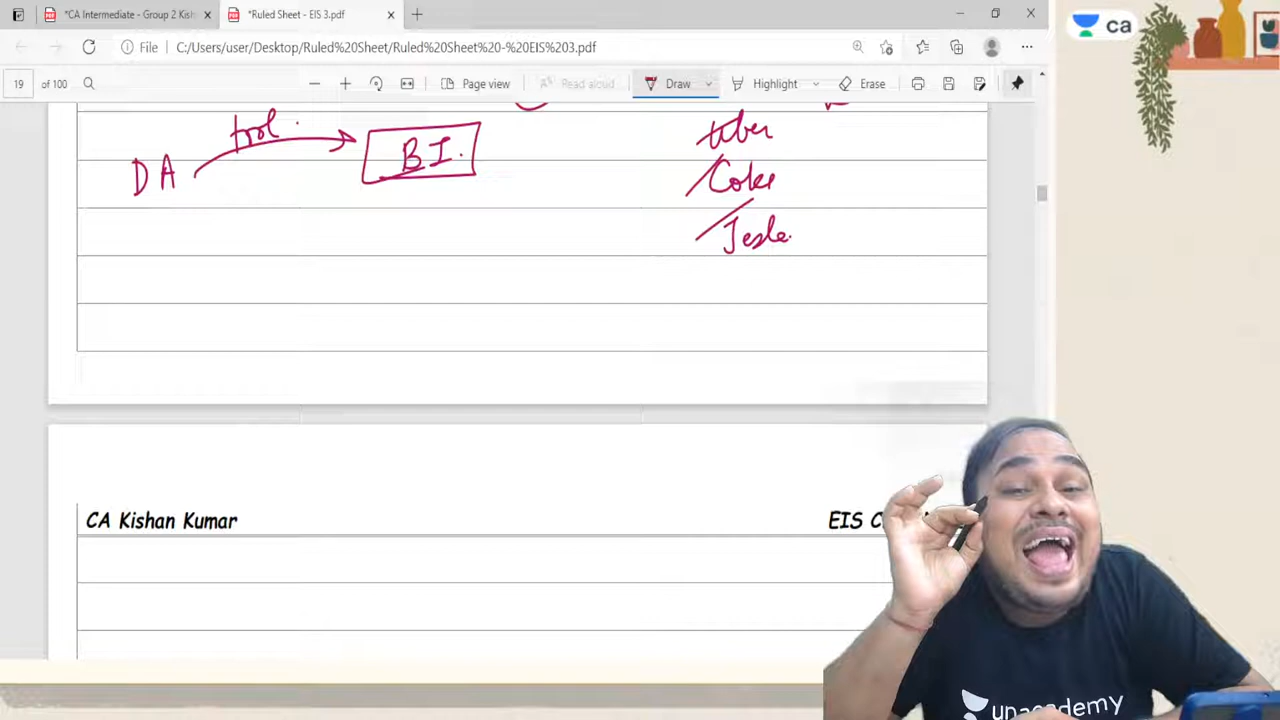 *CA Intermediate - Group 2 Kish
*Ruled Sheet - EIS 3.pdf
File
C:/Users/user/Desktop/Ruled%20Sheet/Ruled%20Sheet%20-%20EIS%203.pdf
19 of 100
Page view
Read aloud
Draw
Highlight
Erase
ca
tool.
DA
BI.
Uber
Coke
Tesla.
CA Kishan Kumar
EIS
unacademy